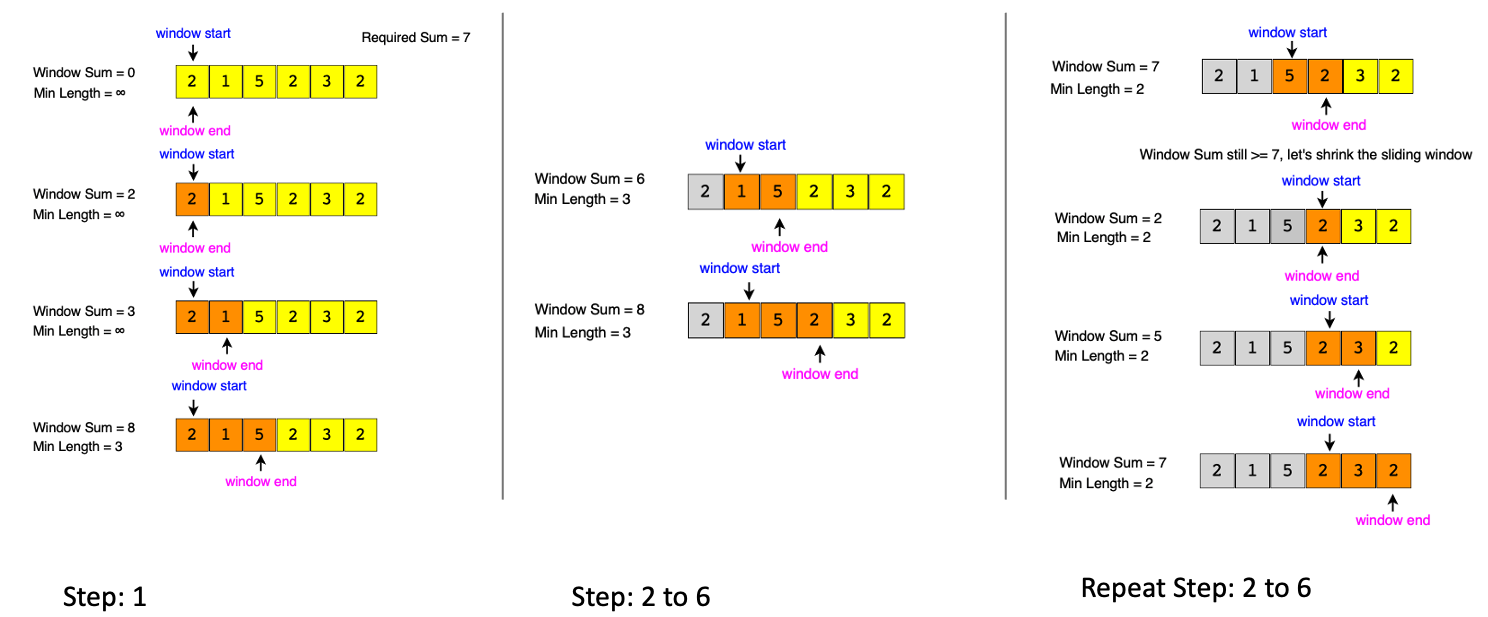 window start
Required Sum = 7
Window Sum = 0
Min Length = ∞
2 1 5 2 3 2
window end
window start
Window Sum = 2
Min Length = ∞
2 1 5 2 3 2
window end
window start
Window Sum = 3
Min Length = ∞
2 1 5 2 3 2
window end
window start
Window Sum = 8
Min Length = 3
2 1 5 2 3 2
window end
Step: 1
window start
Window Sum = 6
Min Length = 3
2 1 5 2 3 2
window end
window start
Window Sum = 8
Min Length = 3
2 1 5 2 3 2
window end
Step: 2 to 6
window start
Window Sum = 7
Min Length = 2
2 1 5 2 3 2
window end
Window Sum still >= 7, let's shrink the sliding window
window start
Window Sum = 2
Min Length = 2
2 1 5 2 3 2
window end
window start
Window Sum = 5
Min Length = 2
2 1 5 2 3 2
window end
window start
Window Sum = 7
Min Length = 2
2 1 5 2 3 2
window end
Repeat Step: 2 to 6